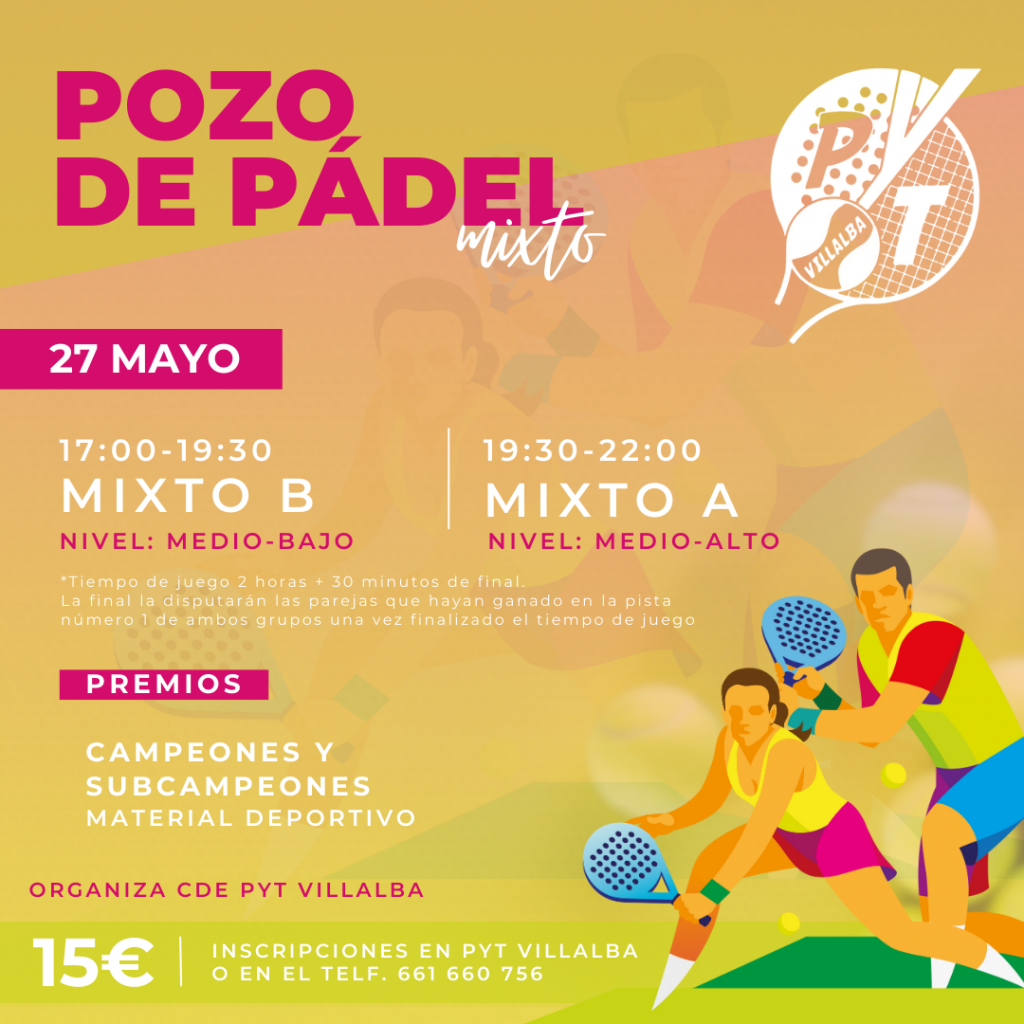 POZO
DE PÁDEL
mixto
P Y T
VILLALBA
27 MAYO
17:00-19:30
MIXTO B
NIVEL: MEDIO-BAJO
19:30-22:00
MIXTO A
NIVEL: MEDIO-ALTO
*Tiempo de juego 2 horas + 30 minutos de final.
La final la disputarán las parejas que hayan ganado en la pista
número 1 de ambos grupos una vez finalizado el tiempo de juego
PREMIOS
CAMPEONES Y
SUBCAMPEONES
MATERIAL DEPORTIVO
ORGANIZA CDE PYT VILLALBA
15€
INSCRIPCIONES EN PYT VILLALBA
O EN EL TELF. 661 660 756